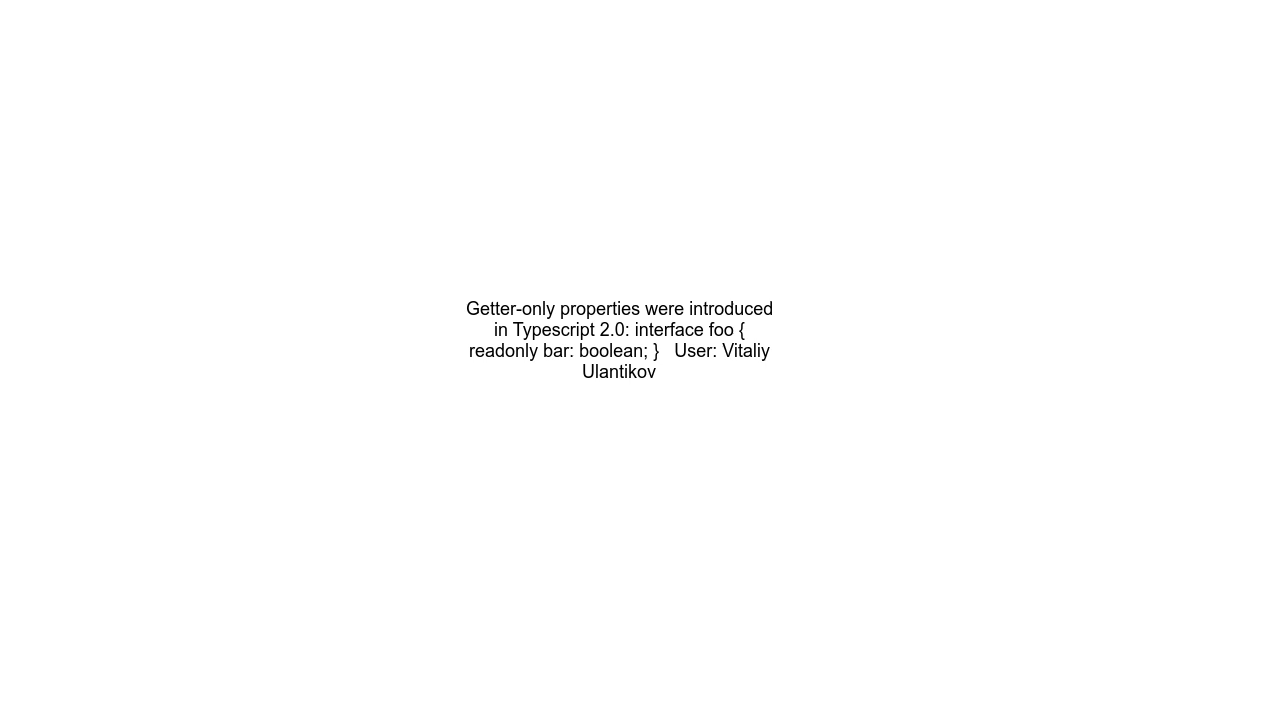 Getter-only properties were introduced
in Typescript 2.0: interface foo {
readonly bar: boolean; }   User: Vitaliy
Ulantikov